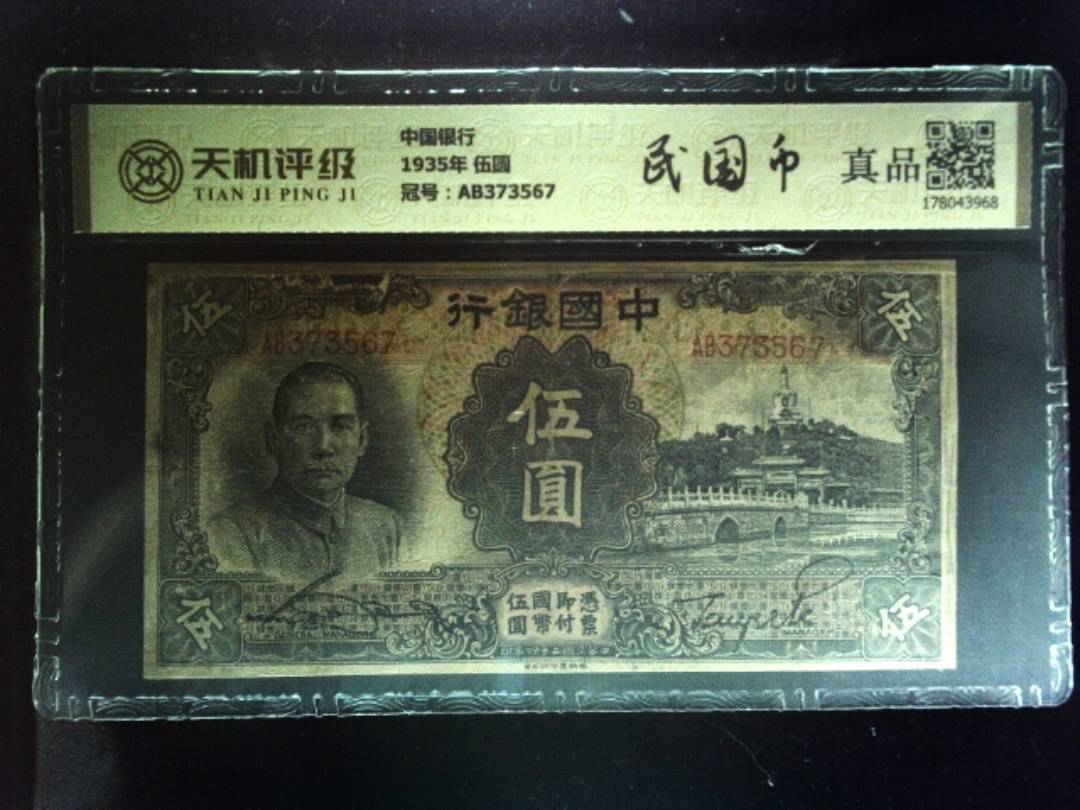 天机评级
TIAN JI PING JI
中国银行
1935年 伍圆
冠号：AB373567
民国币
真品
178043968
伍
行銀國中
伍
AB373567
AB373567
伍
圓
憑票
即付
國幣
伍圓
MANAGER
伍
伍